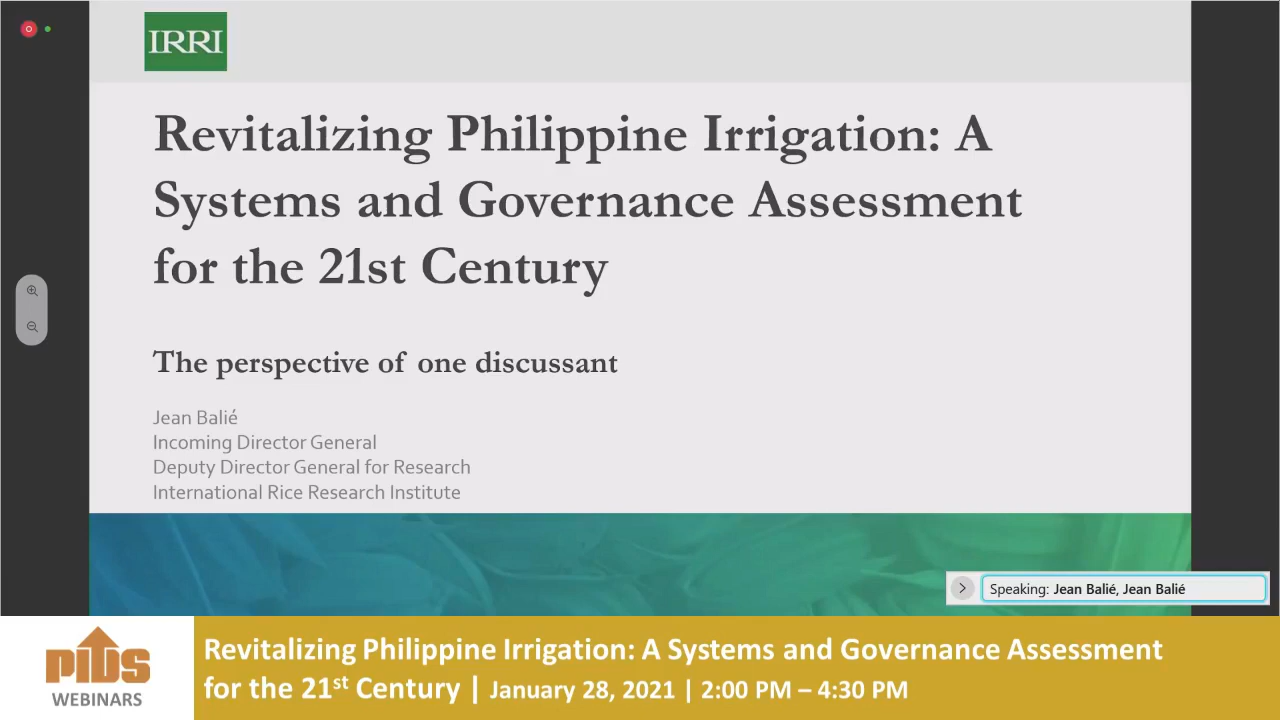 IRRI
Revitalizing Philippine Irrigation: A
Systems and Governance Assessment
for the 21st Century
The perspective of one discussant
Jean Balié
Incoming Director General
Deputy Director General for Research
International Rice Research Institute
Speaking: Jean Balié, Jean Balié
PIDS
WEBINARS
Revitalizing Philippine Irrigation: A Systems and Governance Assessment
for the 21st Century | January 28, 2021 | 2:00 PM – 4:30 PM